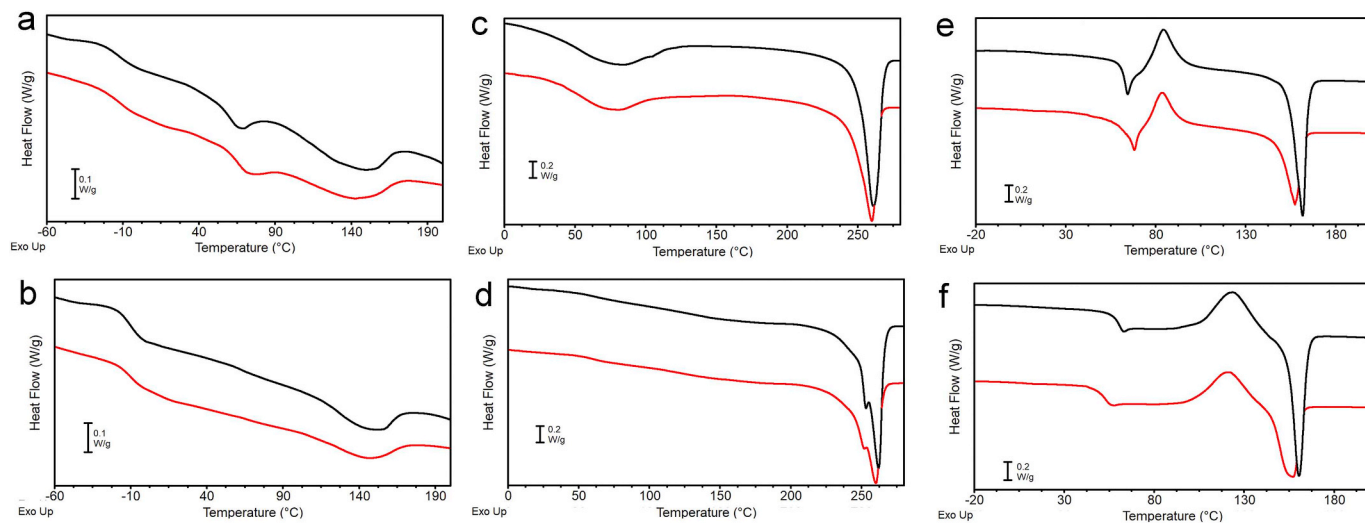 a
Heat Flow (W/g)
0.1
W/g
-60 -10 40 90 140 190
Exo Up
Temperature (°C)
c
Heat Flow (W/g)
0.2
W/g
0 50 100 150 200 250
Exo Up
Temperature (°C)
e
Heat Flow (W/g)
0.2
W/g
-20 30 80 130 180
Exo Up
Temperature (°C)
b
Heat Flow (W/g)
0.1
W/g
-60 -10 40 90 140 190
Temperature (°C)
d
Heat Flow (W/g)
0.2
W/g
0 50 100 150 200 250
Exo Up
Temperature (°C)
f
Heat Flow (W/g)
0.2
W/g
-20 30 80 130 180
Exo Up
Temperature (°C)